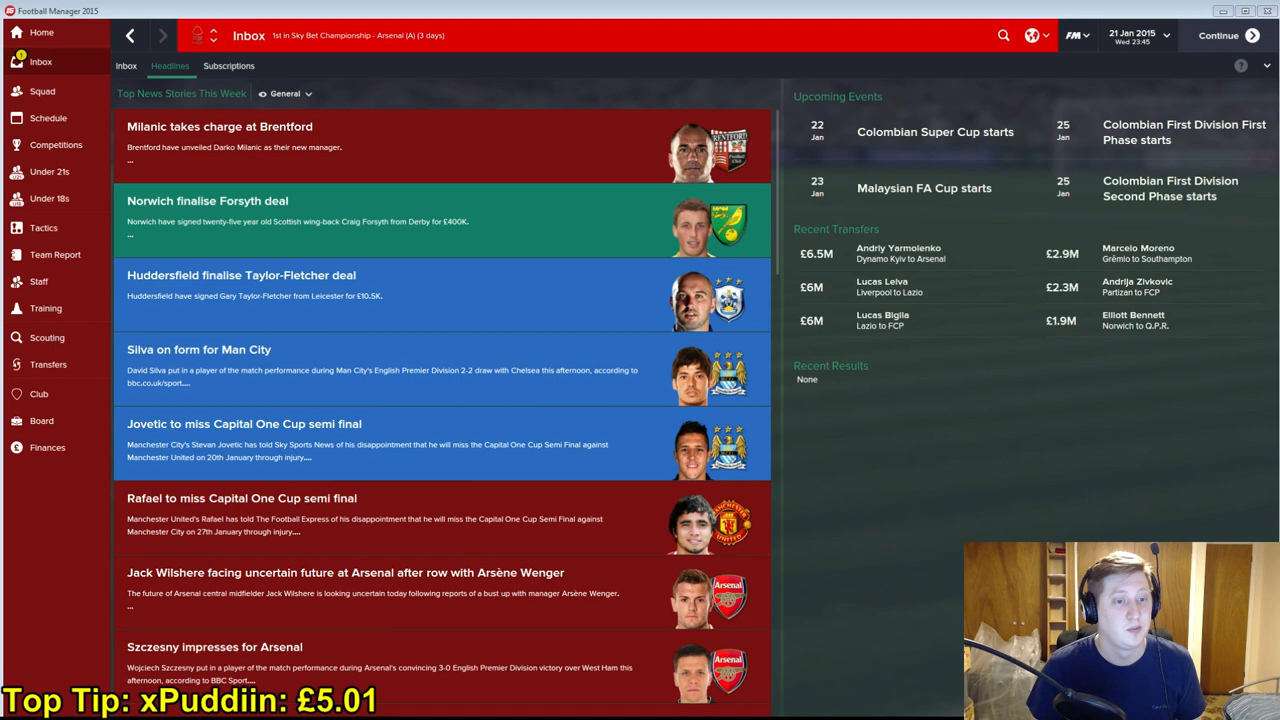 Football Manager 2015
Home
Inbox
1st in Sky Bet Championship - Arsenal (A) (3 days)
FM
21 Jan 2015
Wed 23:45
Continue
1
Inbox
Inbox
Headlines
Subscriptions
?
Squad
Schedule
Competitions
Under 21s
Under 18s
Tactics
Team Report
Staff
Training
Scouting
Transfers
Club
Board
Finances
Top News Stories This Week
General
Milanic takes charge at Brentford
Brentford have unveiled Darko Milanic as their new manager.
...
BRENTFORD
Norwich finalise Forsyth deal
Norwich have signed twenty-five year old Scottish wing-back Craig Forsyth from Derby for £400K.
...
Huddersfield finalise Taylor-Fletcher deal
Huddersfield have signed Gary Taylor-Fletcher from Leicester for £10.5K.
Silva on form for Man City
David Silva put in a player of the match performance during Man City's English Premier Division 2-2 draw with Chelsea this afternoon, according to
bbc.co.uk/sport....
Jovetic to miss Capital One Cup semi final
Manchester City's Stevan Jovetic has told Sky Sports News of his disappointment that he will miss the Capital One Cup Semi Final against
Manchester United on 20th January through injury....
Rafael to miss Capital One Cup semi final
Manchester United's Rafael has told The Football Express of his disappointment that he will miss the Capital One Cup Semi Final against
Manchester City on 27th January through injury....
Jack Wilshere facing uncertain future at Arsenal after row with Arsène Wenger
The future of Arsenal central midfielder Jack Wilshere is looking uncertain today following reports of a bust up with manager Arsène Wenger.
...
Arsenal
Szczesny impresses for Arsenal
Wojciech Szczesny put in a player of the match performance during Arsenal's convincing 3-0 English Premier Division victory over West Ham this
afternoon, according to BBC Sport....
Arsenal
Upcoming Events
22
Jan
Colombian Super Cup starts
25
Jan
Colombian First Division First
Phase starts
23
Jan
Malaysian FA Cup starts
25
Jan
Colombian First Division
Second Phase starts
Recent Transfers
£6.5M
Andriy Yarmolenko
Dynamo Kyiv to Arsenal
£2.9M
Marcelo Moreno
Grêmio to Southampton
£6M
Lucas Leiva
Liverpool to Lazio
£2.3M
Andrija Zivkovic
Partizan to FCP
£6M
Lucas Biglia
Lazio to FCP
£1.9M
Elliott Bennett
Norwich to Q.P.R.
Recent Results
None
Top Tip: xPuddiin: £5.01